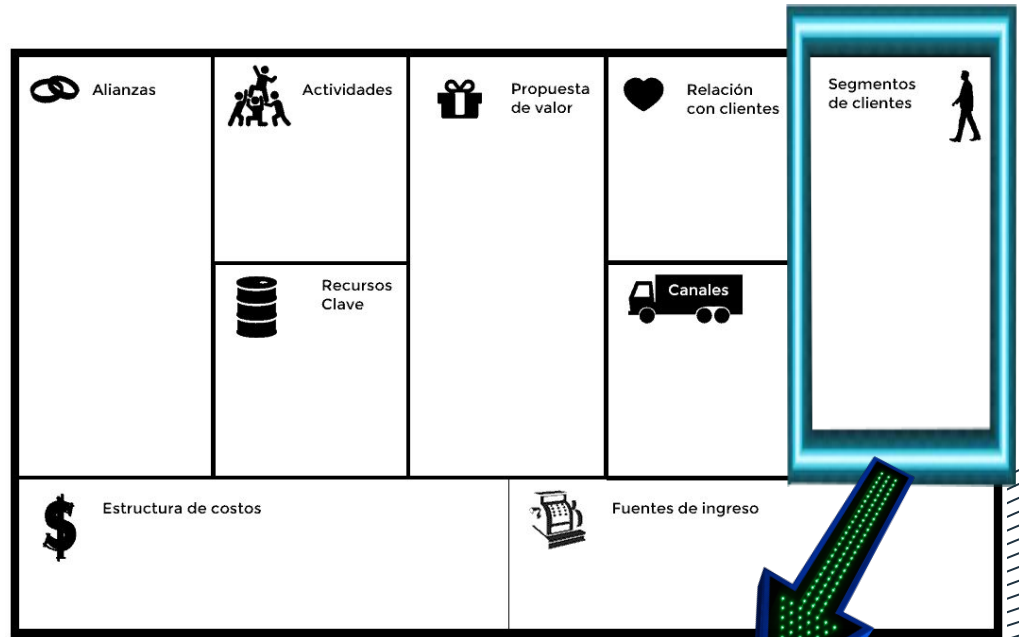 Alianzas
Actividades
Propuesta
de valor
Relación
con clientes
Segmentos
de clientes
Recursos
Clave
Canales
Estructura de costos
Fuentes de ingreso